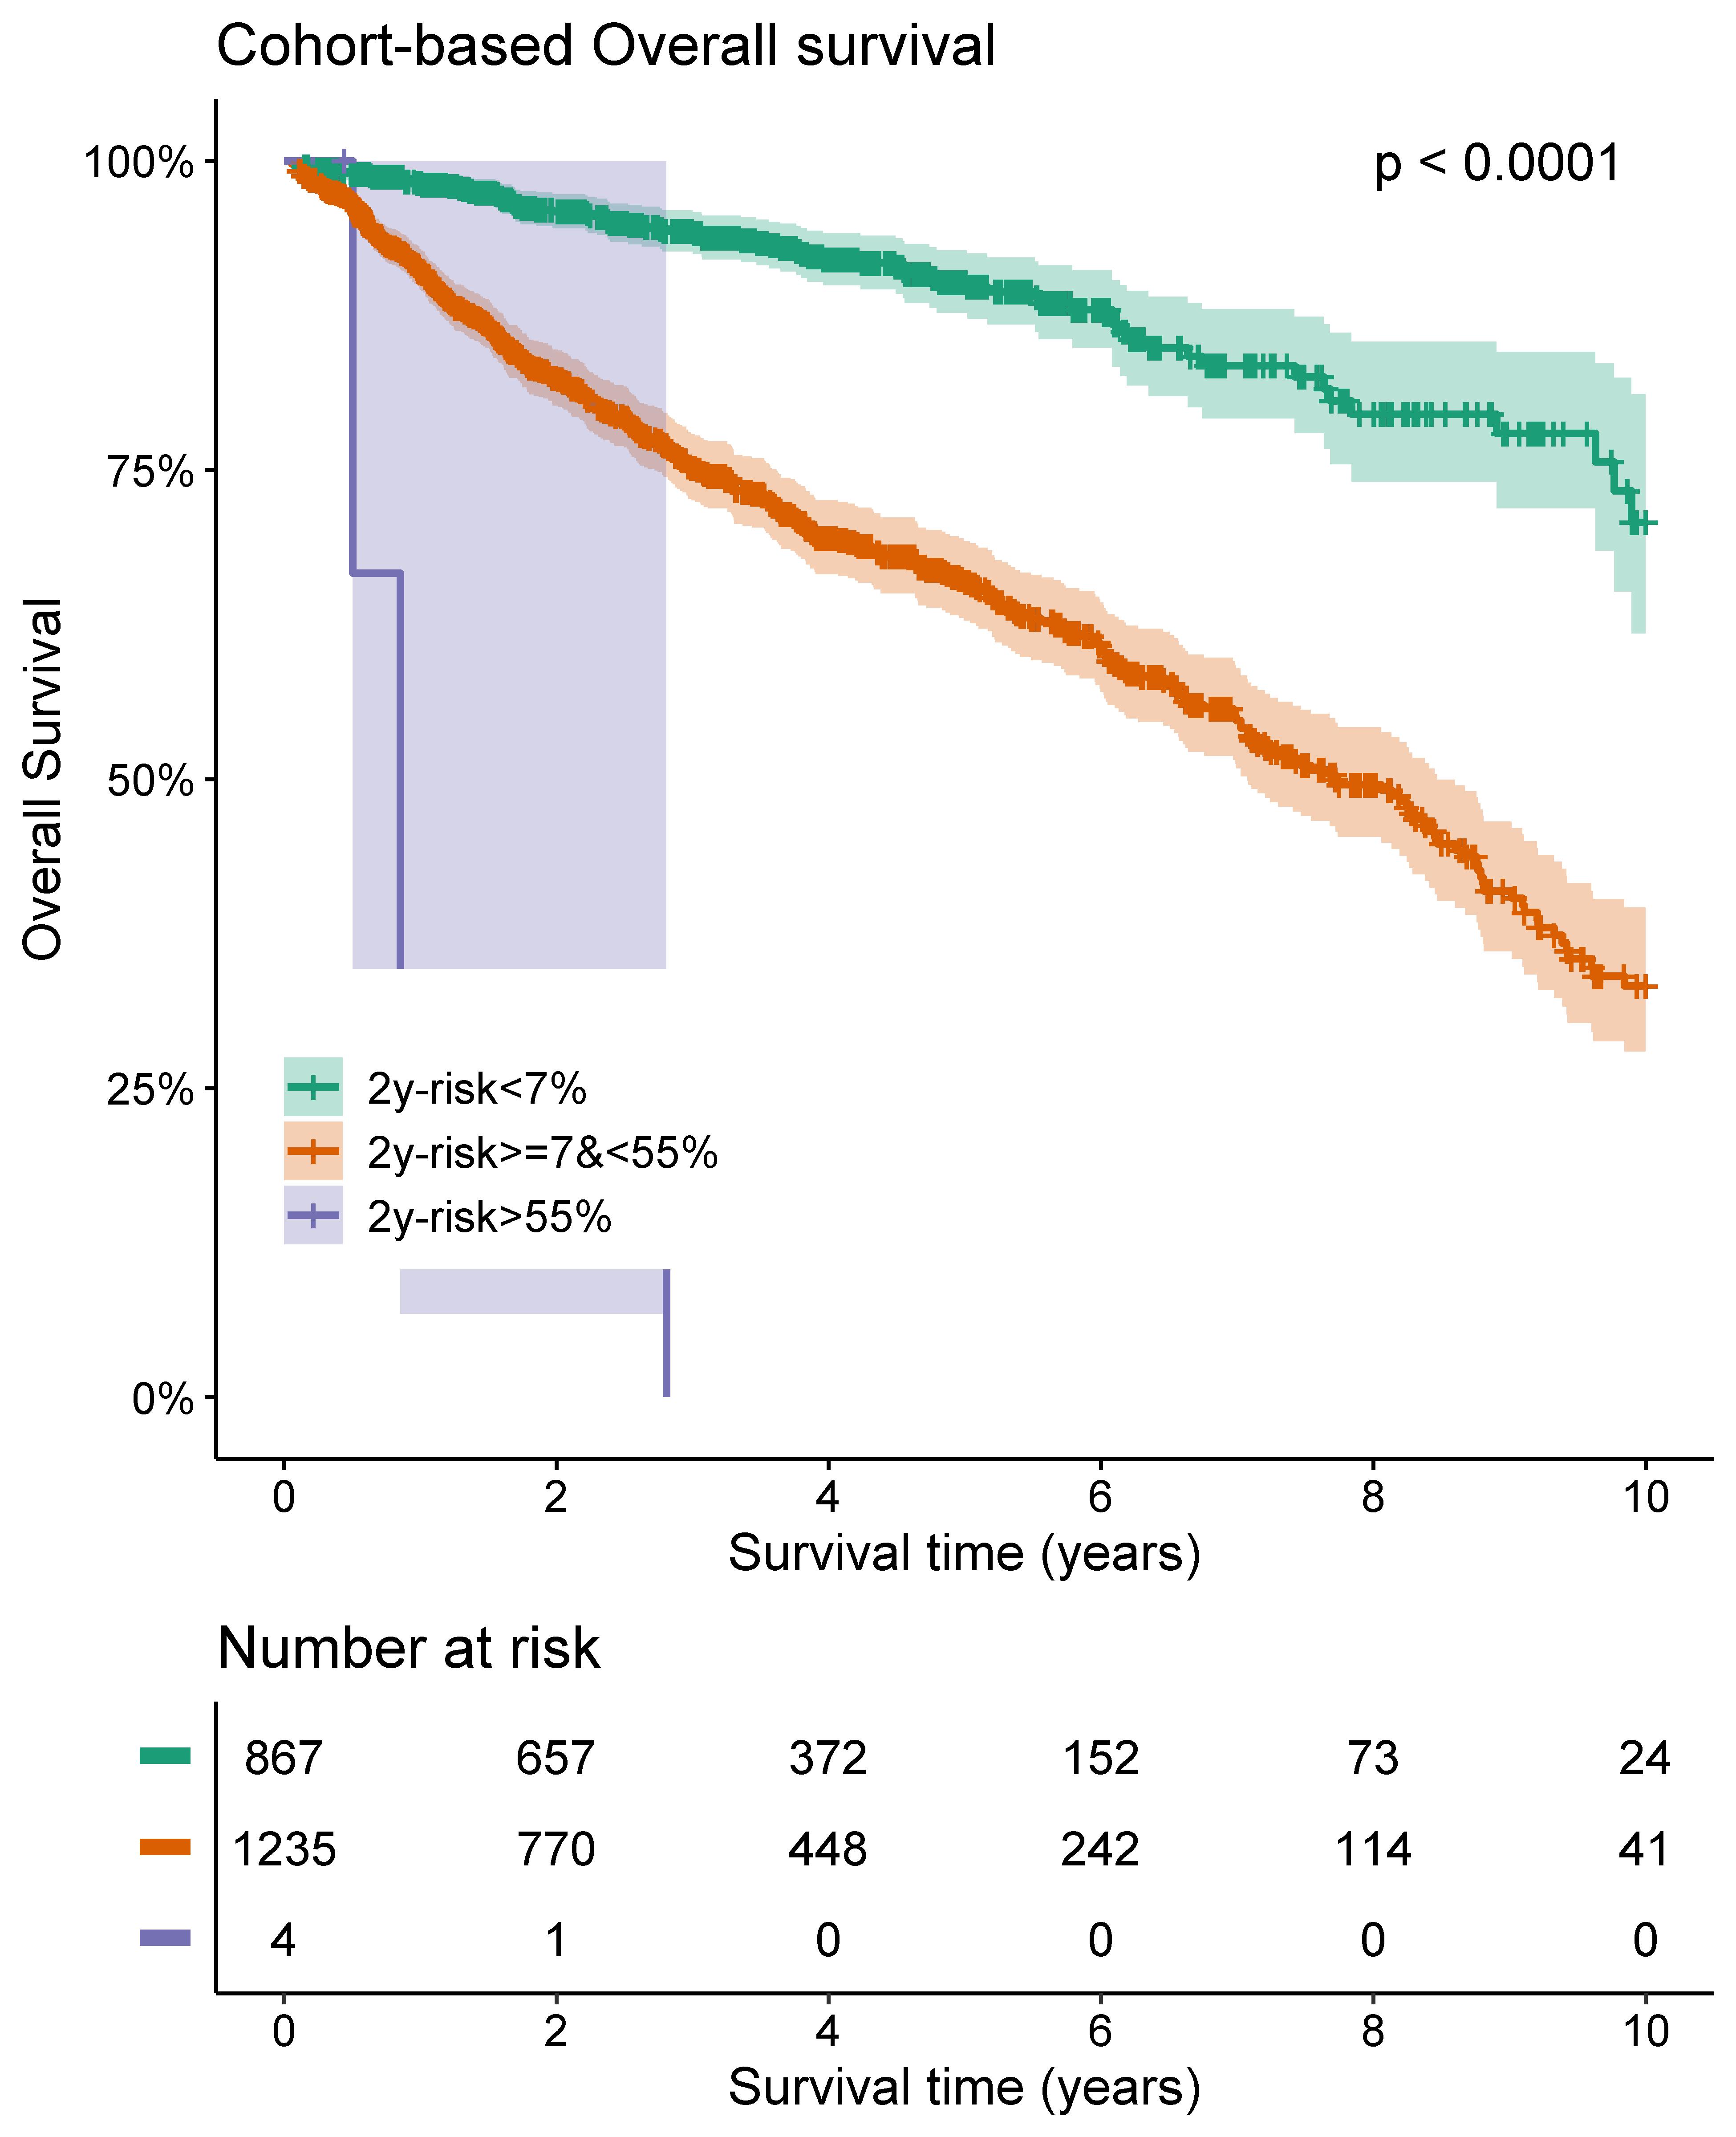 Cohort-based Overall survival
p < 0.0001
100%
75%
50%
25%
0%
Overall Survival
2y-risk<7%
2y-risk>=7&<55%
2y-risk>55%
0 2 4 6 8 10
Survival time (years)
Number at risk
867 657 372 152 73 24
1235 770 448 242 114 41
4 1 0 0 0 0
0 2 4 6 8 10
Survival time (years)